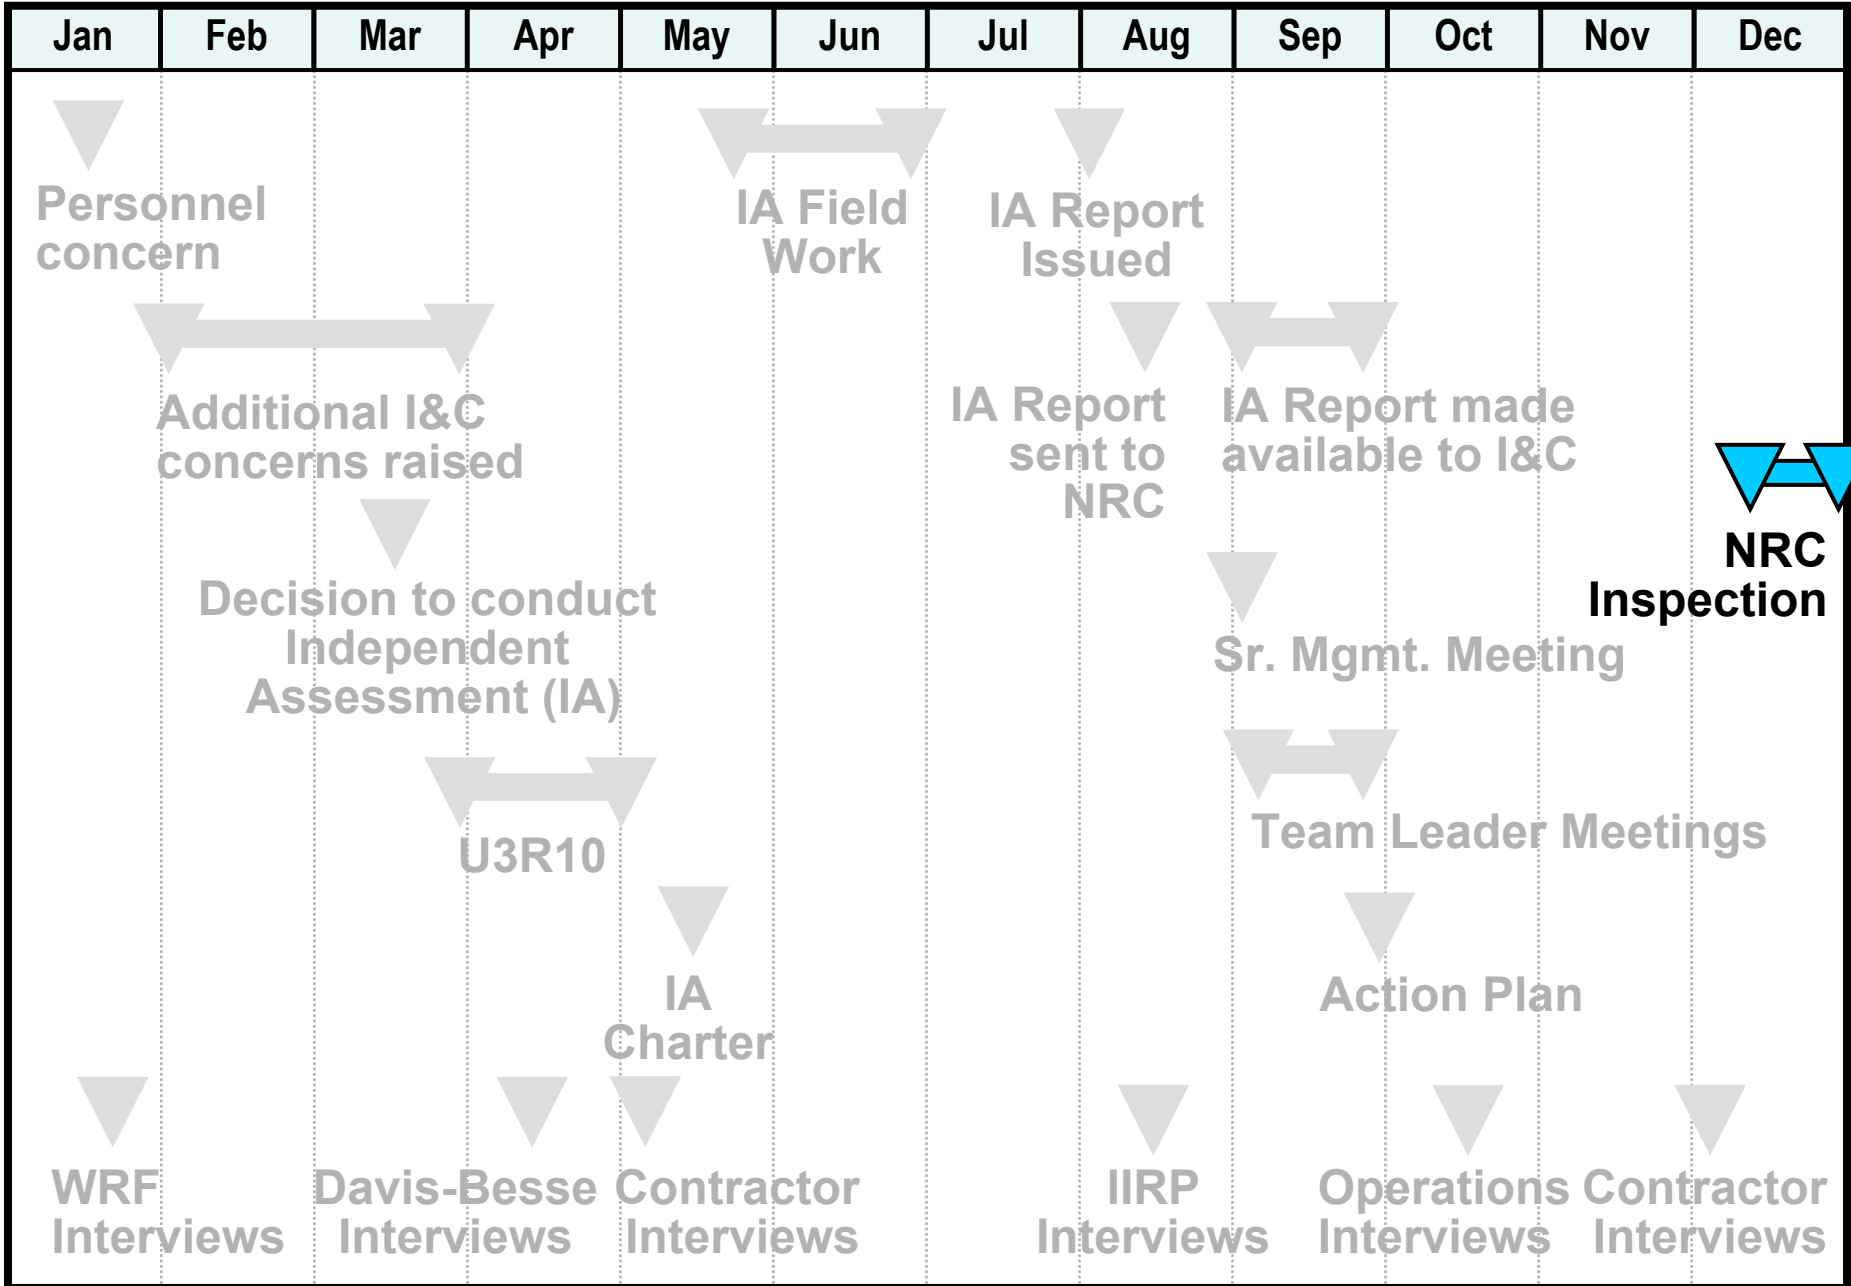 Jan Feb Mar Apr May Jun Jul Aug Sep Oct Nov Dec
Personnel
concern
IA Field
Work
IA Report
Issued
Additional I&C
concerns raised
IA Report
sent to
NRC
IA Report made
available to I&C
NRC
Inspection
Decision to conduct
Independent
Assessment (IA)
Sr. Mgmt. Meeting
U3R10
Team Leader Meetings
IA
Charter
Action Plan
WRF
Interviews
Davis-Besse
Interviews
Contractor
Interviews
IIRP
Interviews
Operations
Interviews
Contractor
Interviews